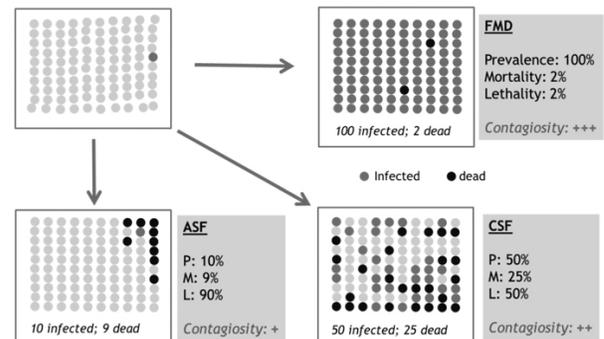 FMD
Prevalence: 100%
Mortality: 2%
Lethality: 2%
Contagiosity: +++
100 infected; 2 dead
Infected
dead
ASF
P: 10%
M: 9%
L: 90%
Contagiosity: +
10 infected; 9 dead
CSF
P: 50%
M: 25%
L: 50%
Contagiosity: ++
50 infected; 25 dead